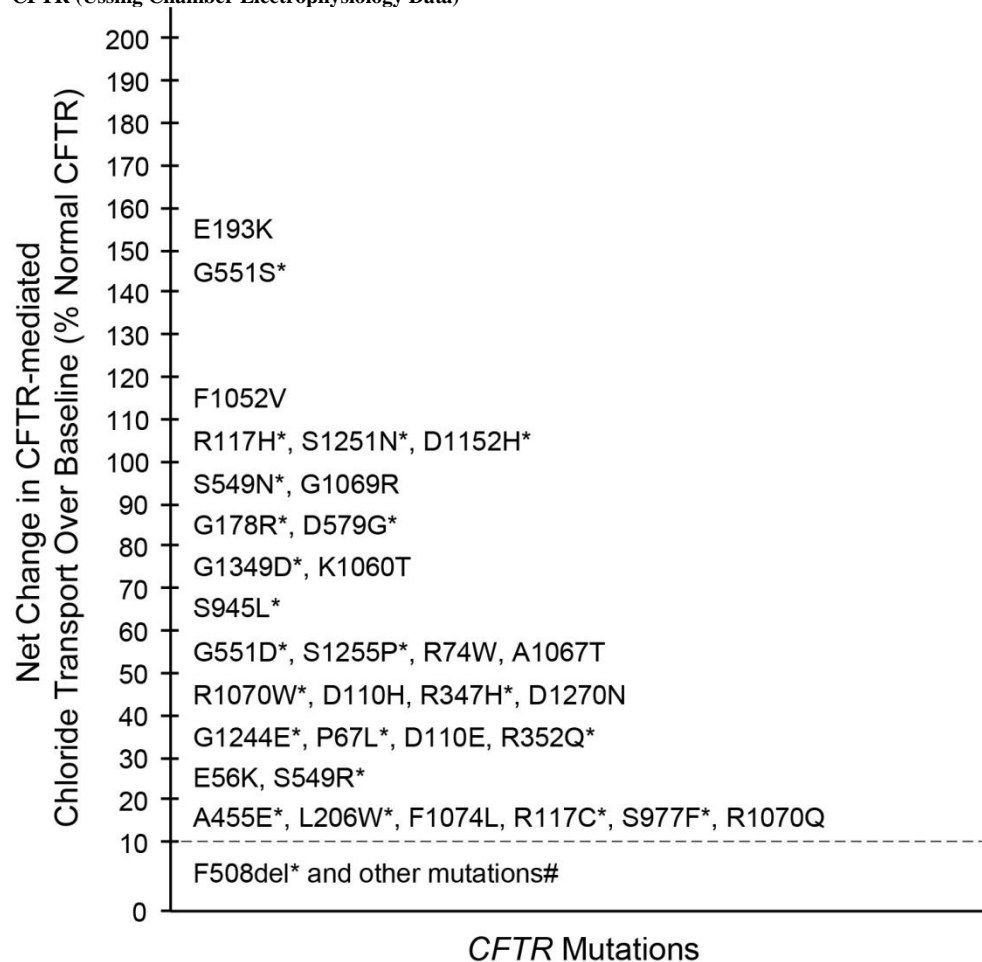 CFTR (Ussing Chamber Electrophysiology Data)
Net Change in CFTR-mediated
Chloride Transport Over Baseline (% Normal CFTR)
200
190
180
170
160
E193K
150
G551S*
140
130
120
F1052V
110
R117H*, S1251N*, D1152H*
100
S549N*, G1069R
90
G178R*, D579G*
80
G1349D*, K1060T
70
S945L*
60
G551D*, S1255P*, R74W, A1067T
50
R1070W*, D110H, R347H*, D1270N
40
G1244E*, P67L*, D110E, R352Q*
30
E56K, S549R*
20
A455E*, L206W*, F1074L, R117C*, S977F*, R1070Q
10
F508del* and other mutations#
0
CFTR Mutations